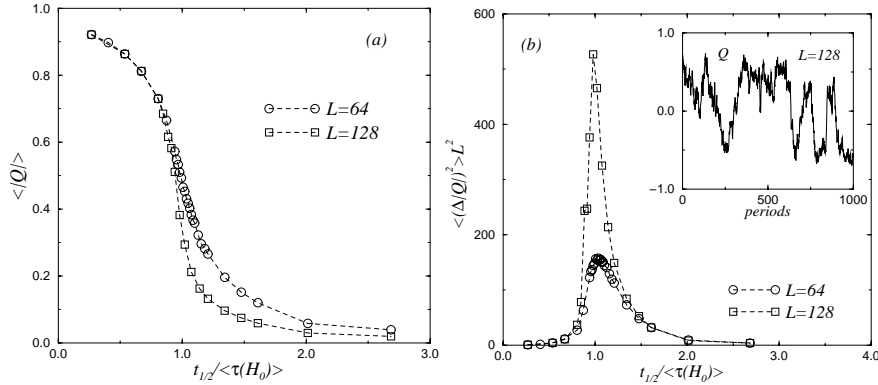 (a)
1.0
0.8
0.6
0.4
0.2
0.0
<|Q|>
L=64
L=128
0.0 1.0 2.0 3.0
t1/2/<τ(H0)>
(b)
600
400
200
0
<(Δ|Q|)²>L²
1.0
0.0
−1.0
Q L=128
0 500 1000
periods
L=64
L=128
0.0 1.0 2.0 3.0 4.0
t1/2/<τ(H0)>